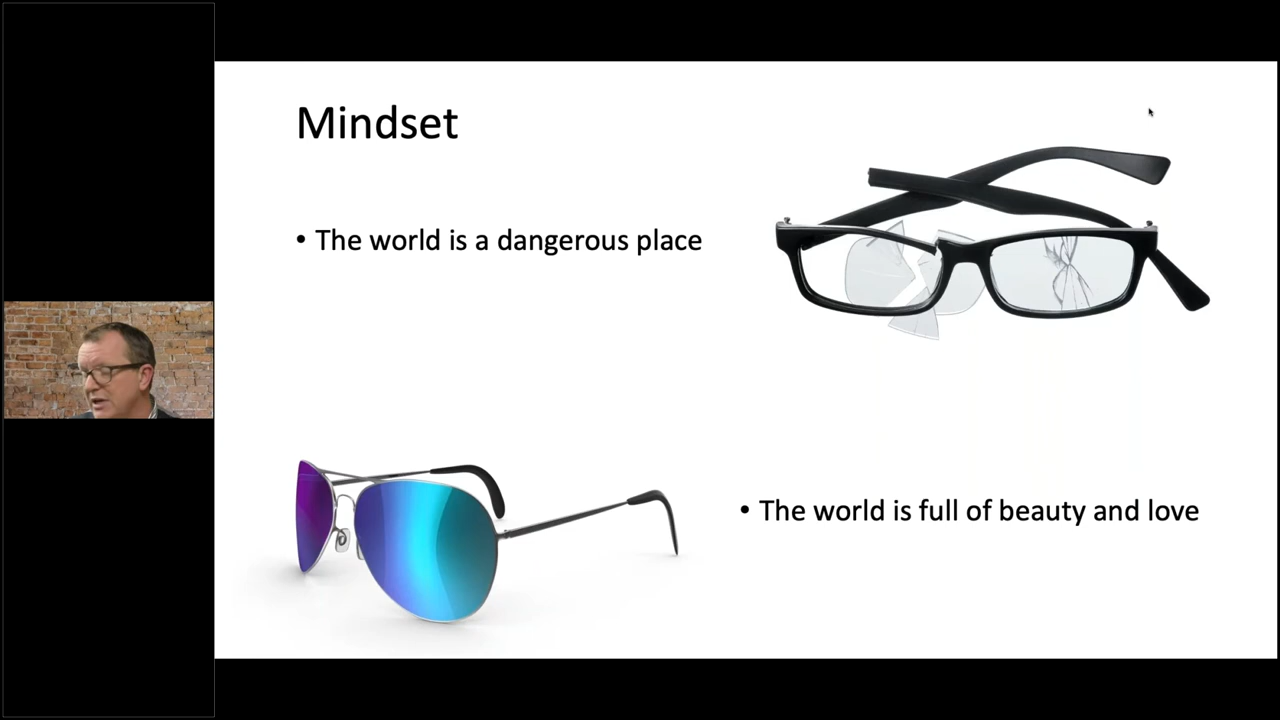 Mindset
• The world is a dangerous place
• The world is full of beauty and love